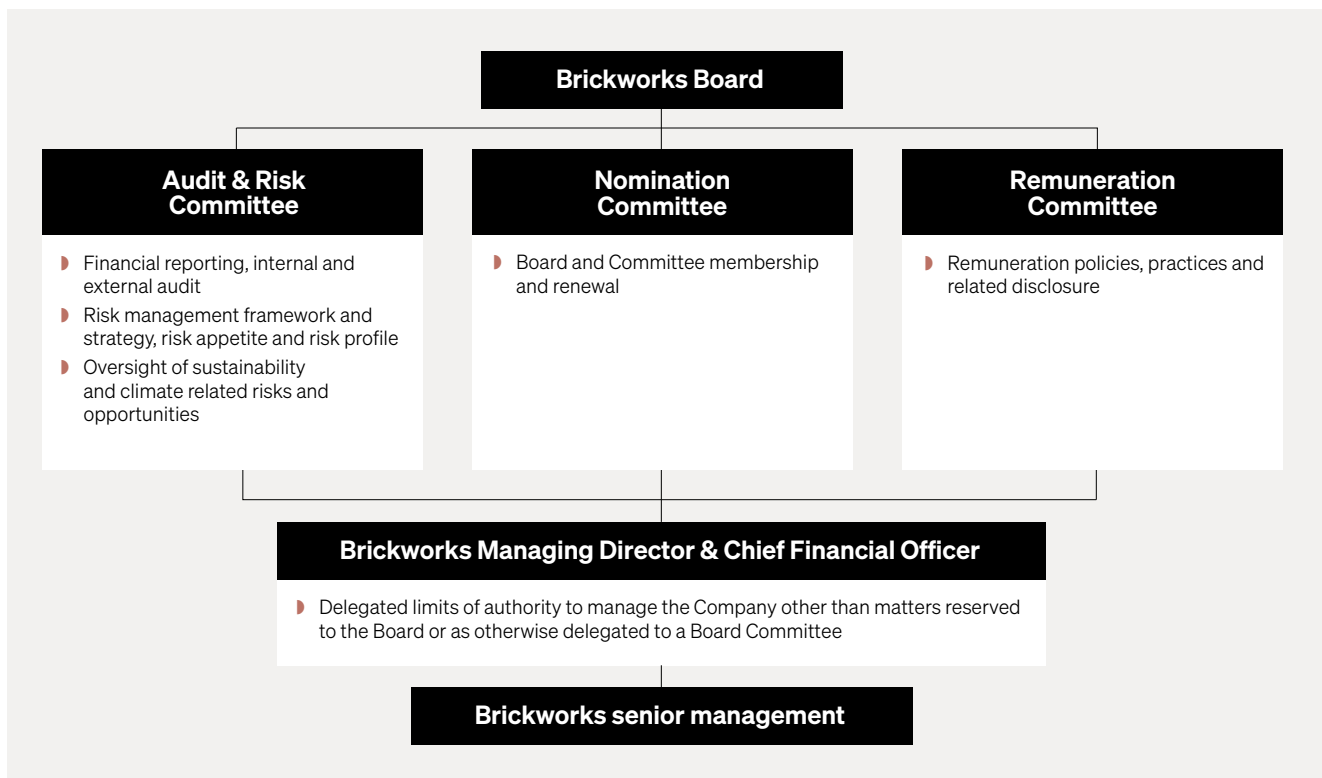 Brickworks Board
Audit & Risk
Committee
Financial reporting, internal and
external audit
Risk management framework and
strategy, risk appetite and risk profile
Oversight of sustainability
and climate related risks and
opportunities
Nomination
Committee
Board and Committee membership
and renewal
Remuneration
Committee
Remuneration policies, practices and
related disclosure
Brickworks Managing Director & Chief Financial Officer
Delegated limits of authority to manage the Company other than matters reserved
to the Board or as otherwise delegated to a Board Committee
Brickworks senior management